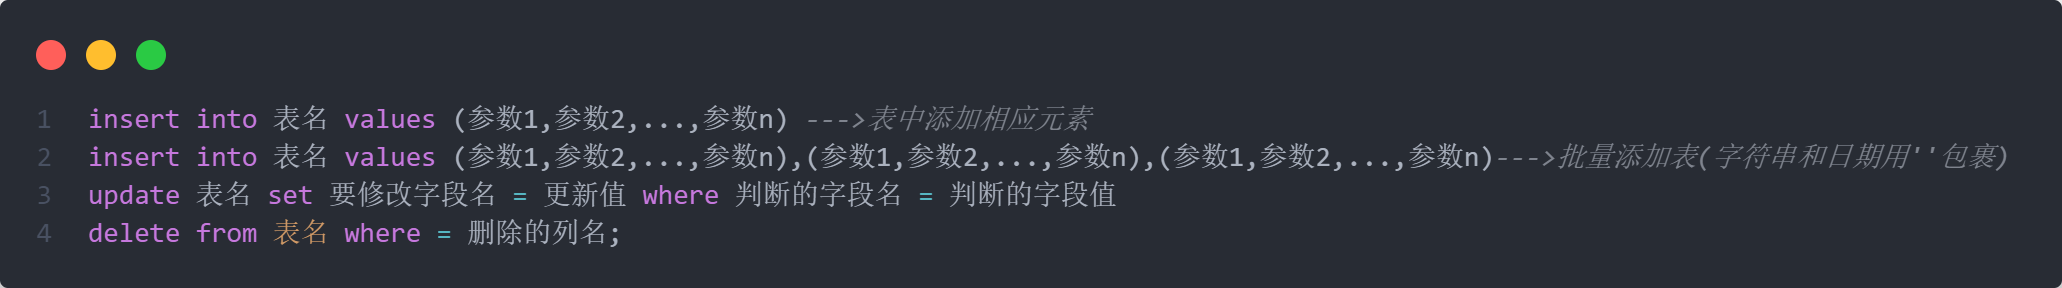 1 insert into 表名 values (参数1,参数2,...,参数n) --->表中添加相应元素
2 insert into 表名 values (参数1,参数2,...,参数n),(参数1,参数2,...,参数n),(参数1,参数2,...,参数n)--->批量添加表(字符串和日期用''包裹)
3 update 表名 set 要修改字段名 = 更新值 where 判断的字段名 = 判断的字段值
4 delete from 表名 where = 删除的列名;